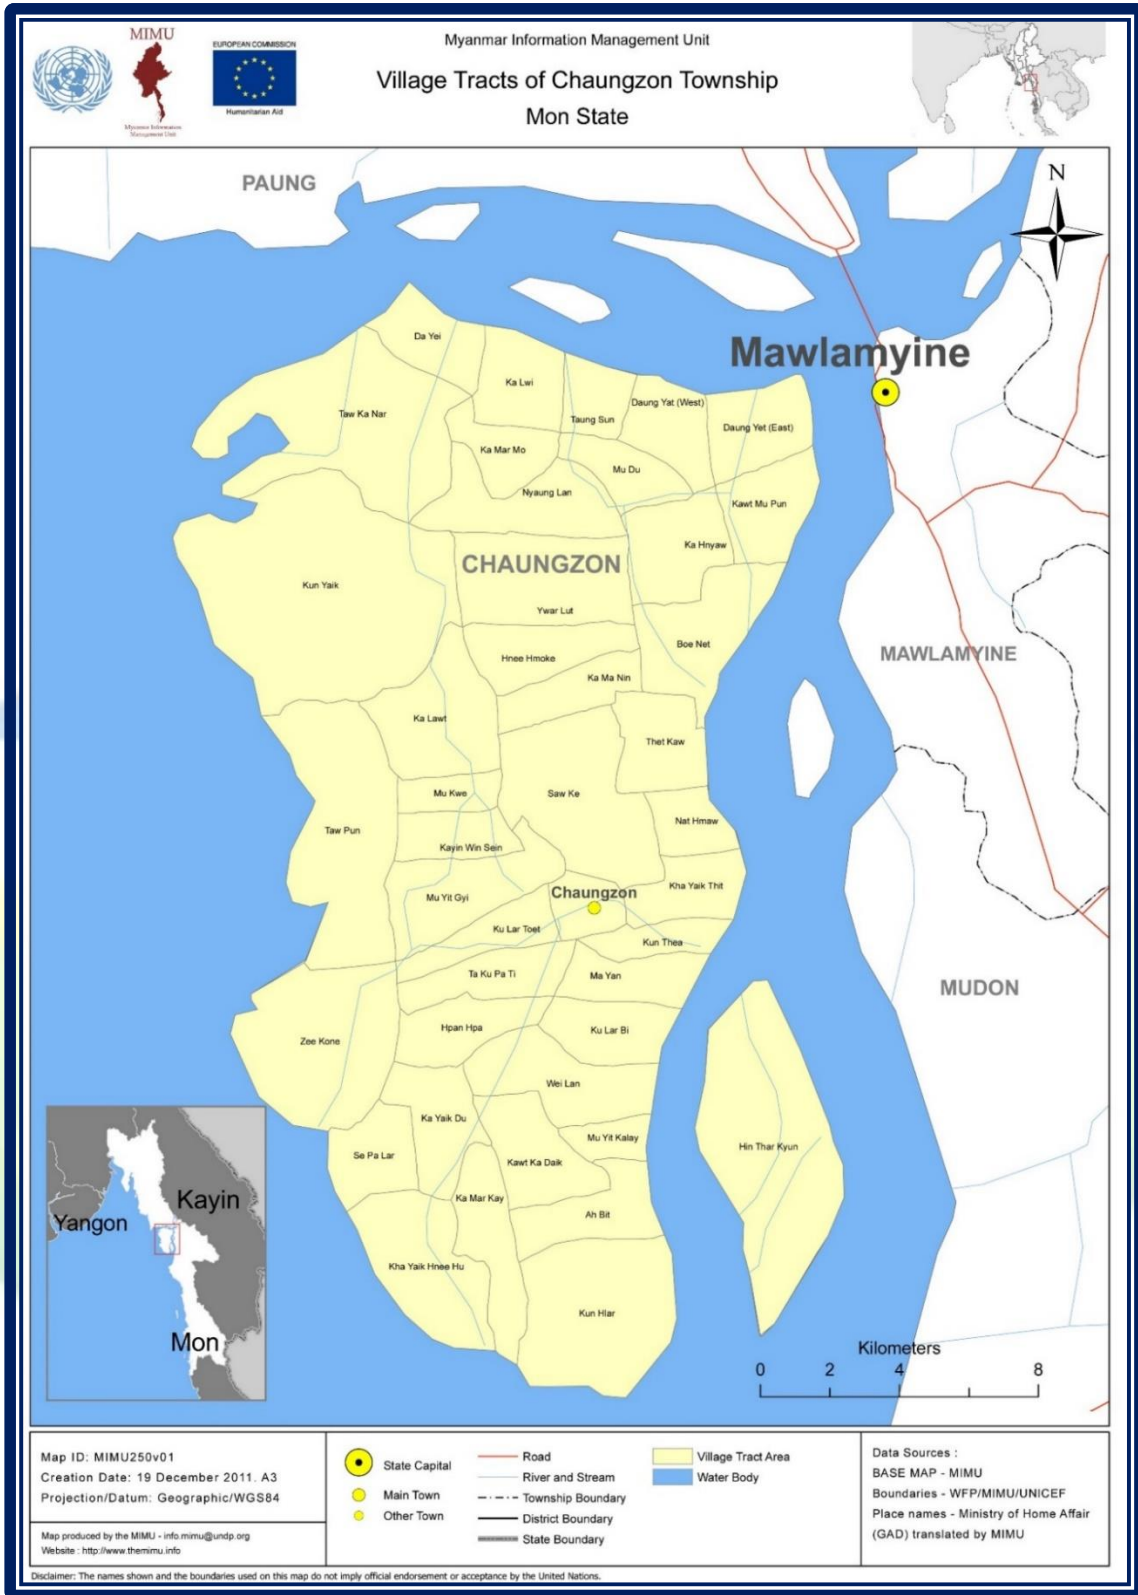 MIMU
Myanmar Information
Management Unit
EUROPEAN COMMISSION
Humanitarian Aid
Myanmar Information Management Unit
Village Tracts of Chaungzon Township
Mon State
PAUNG
N
Mawlamyine
Da Yei
Ka Lwi
Taw Ka Nar
Taung Sun
Daung Yat (West)
Daung Yet (East)
Ka Mar Mo
Mu Du
Nyaung Lan
Kawt Mu Pun
Ka Hnyaw
CHAUNGZON
Kun Yaik
Ywar Lut
Boe Net
MAWLAMYINE
Hnee Hmoke
Ka Ma Nin
Ka Lawt
Thet Kaw
Mu Kwe
Saw Ke
Taw Pun
Nat Hmaw
Kayin Win Sein
Kha Yaik Thit
Mu Yit Gyi
Chaungzon
Ku Lar Toet
Kun Thea
Ta Ku Pa Ti
Ma Yan
MUDON
Hpan Hpa
Ku Lar Bi
Zee Kone
Wei Lan
Ka Yaik Du
Mu Yit Kalay
Hin Thar Kyun
Se Pa Lar
Kawt Ka Daik
Ka Mar Kay
Ah Bit
Kha Yaik Hnee Hu
Kun Hlar
Kayin
Yangon
Mon
Kilometers
0 2 4 8
Map ID: MIMU250v01
Creation Date: 19 December 2011. A3
Projection/Datum: Geographic/WGS84
Map produced by the MIMU - info.mimu@undp.org
Website : http://www.themimu.info
State Capital
Main Town
Other Town
Road
River and Stream
Township Boundary
District Boundary
State Boundary
Village Tract Area
Water Body
Data Sources :
BASE MAP - MIMU
Boundaries - WFP/MIMU/UNICEF
Place names - Ministry of Home Affair
(GAD) translated by MIMU
Disclaimer: The names shown and the boundaries used on this map do not imply official endorsement or acceptance by the United Nations.